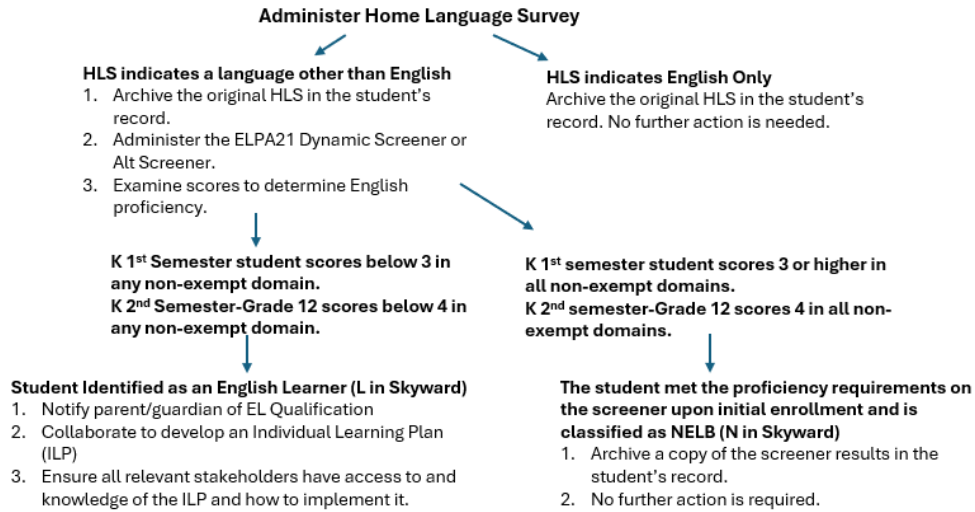 Administer Home Language Survey
HLS indicates a language other than English
1. Archive the original HLS in the student's
record.
2. Administer the ELPA21 Dynamic Screener or
Alt Screener.
3. Examine scores to determine English
proficiency.
HLS indicates English Only
Archive the original HLS in the student's
record. No further action is needed.
K 1st Semester student scores below 3 in
any non-exempt domain.
K 2nd Semester-Grade 12 scores below 4 in
any non-exempt domain.
K 1st semester student scores 3 or higher in
all non-exempt domains.
K 2nd semester-Grade 12 scores 4 in all non-
exempt domains.
Student Identified as an English Learner (L in Skyward)
1. Notify parent/guardian of EL Qualification
2. Collaborate to develop an Individual Learning Plan
(ILP)
3. Ensure all relevant stakeholders have access to and
knowledge of the ILP and how to implement it.
The student met the proficiency requirements on
the screener upon initial enrollment and is
classified as NELB (N in Skyward)
1. Archive a copy of the screener results in the
student's record.
2. No further action is required.